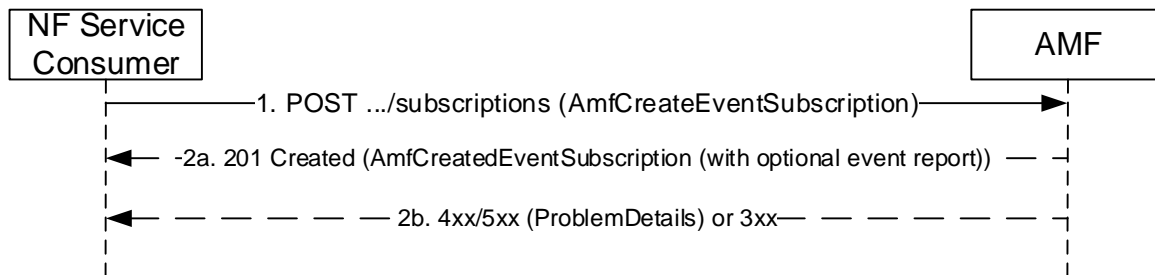 NF Service
Consumer
AMF
1. POST .../subscriptions (AmfCreateEventSubscription)
2a. 201 Created (AmfCreatedEventSubscription (with optional event report))
2b. 4xx/5xx (ProblemDetails) or 3xx